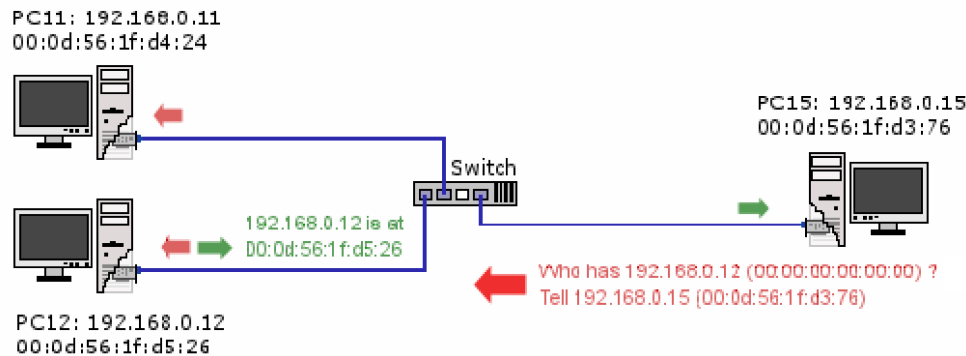 PC11: 192.168.0.11
00:0d:56:1f:d4:24
PC15: 192.168.0.15
00:0d:56:1f:d3:76
Switch
192.168.0.12 is at
00:0d:56:1f:d5:26
Who has 192.168.0.12 (00:00:00:00:00:00) ?
Tell 192.168.0.15 (00:0d:56:1f:d3:76)
PC12: 192.168.0.12
00:0d:56:1f:d5:26